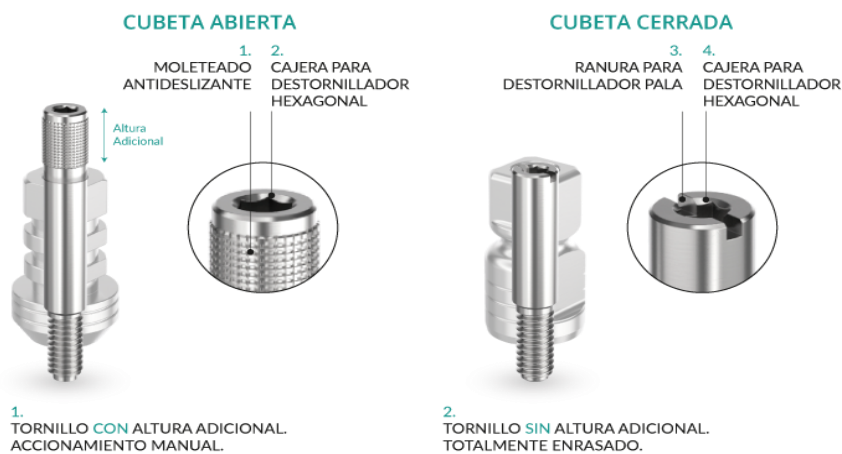 CUBETA ABIERTA
1. 2.
MOLETEADO CAJERA PARA
ANTIDESLIZANTE DESTORNILLADOR
HEXAGONAL
Altura
Adicional
1.
TORNILLO CON ALTURA ADICIONAL.
ACCIONAMIENTO MANUAL.
CUBETA CERRADA
3. 4.
RANURA PARA CAJERA PARA
DESTORNILLADOR PALA DESTORNILLADOR
HEXAGONAL
2.
TORNILLO SIN ALTURA ADICIONAL.
TOTALMENTE ENRASADO.